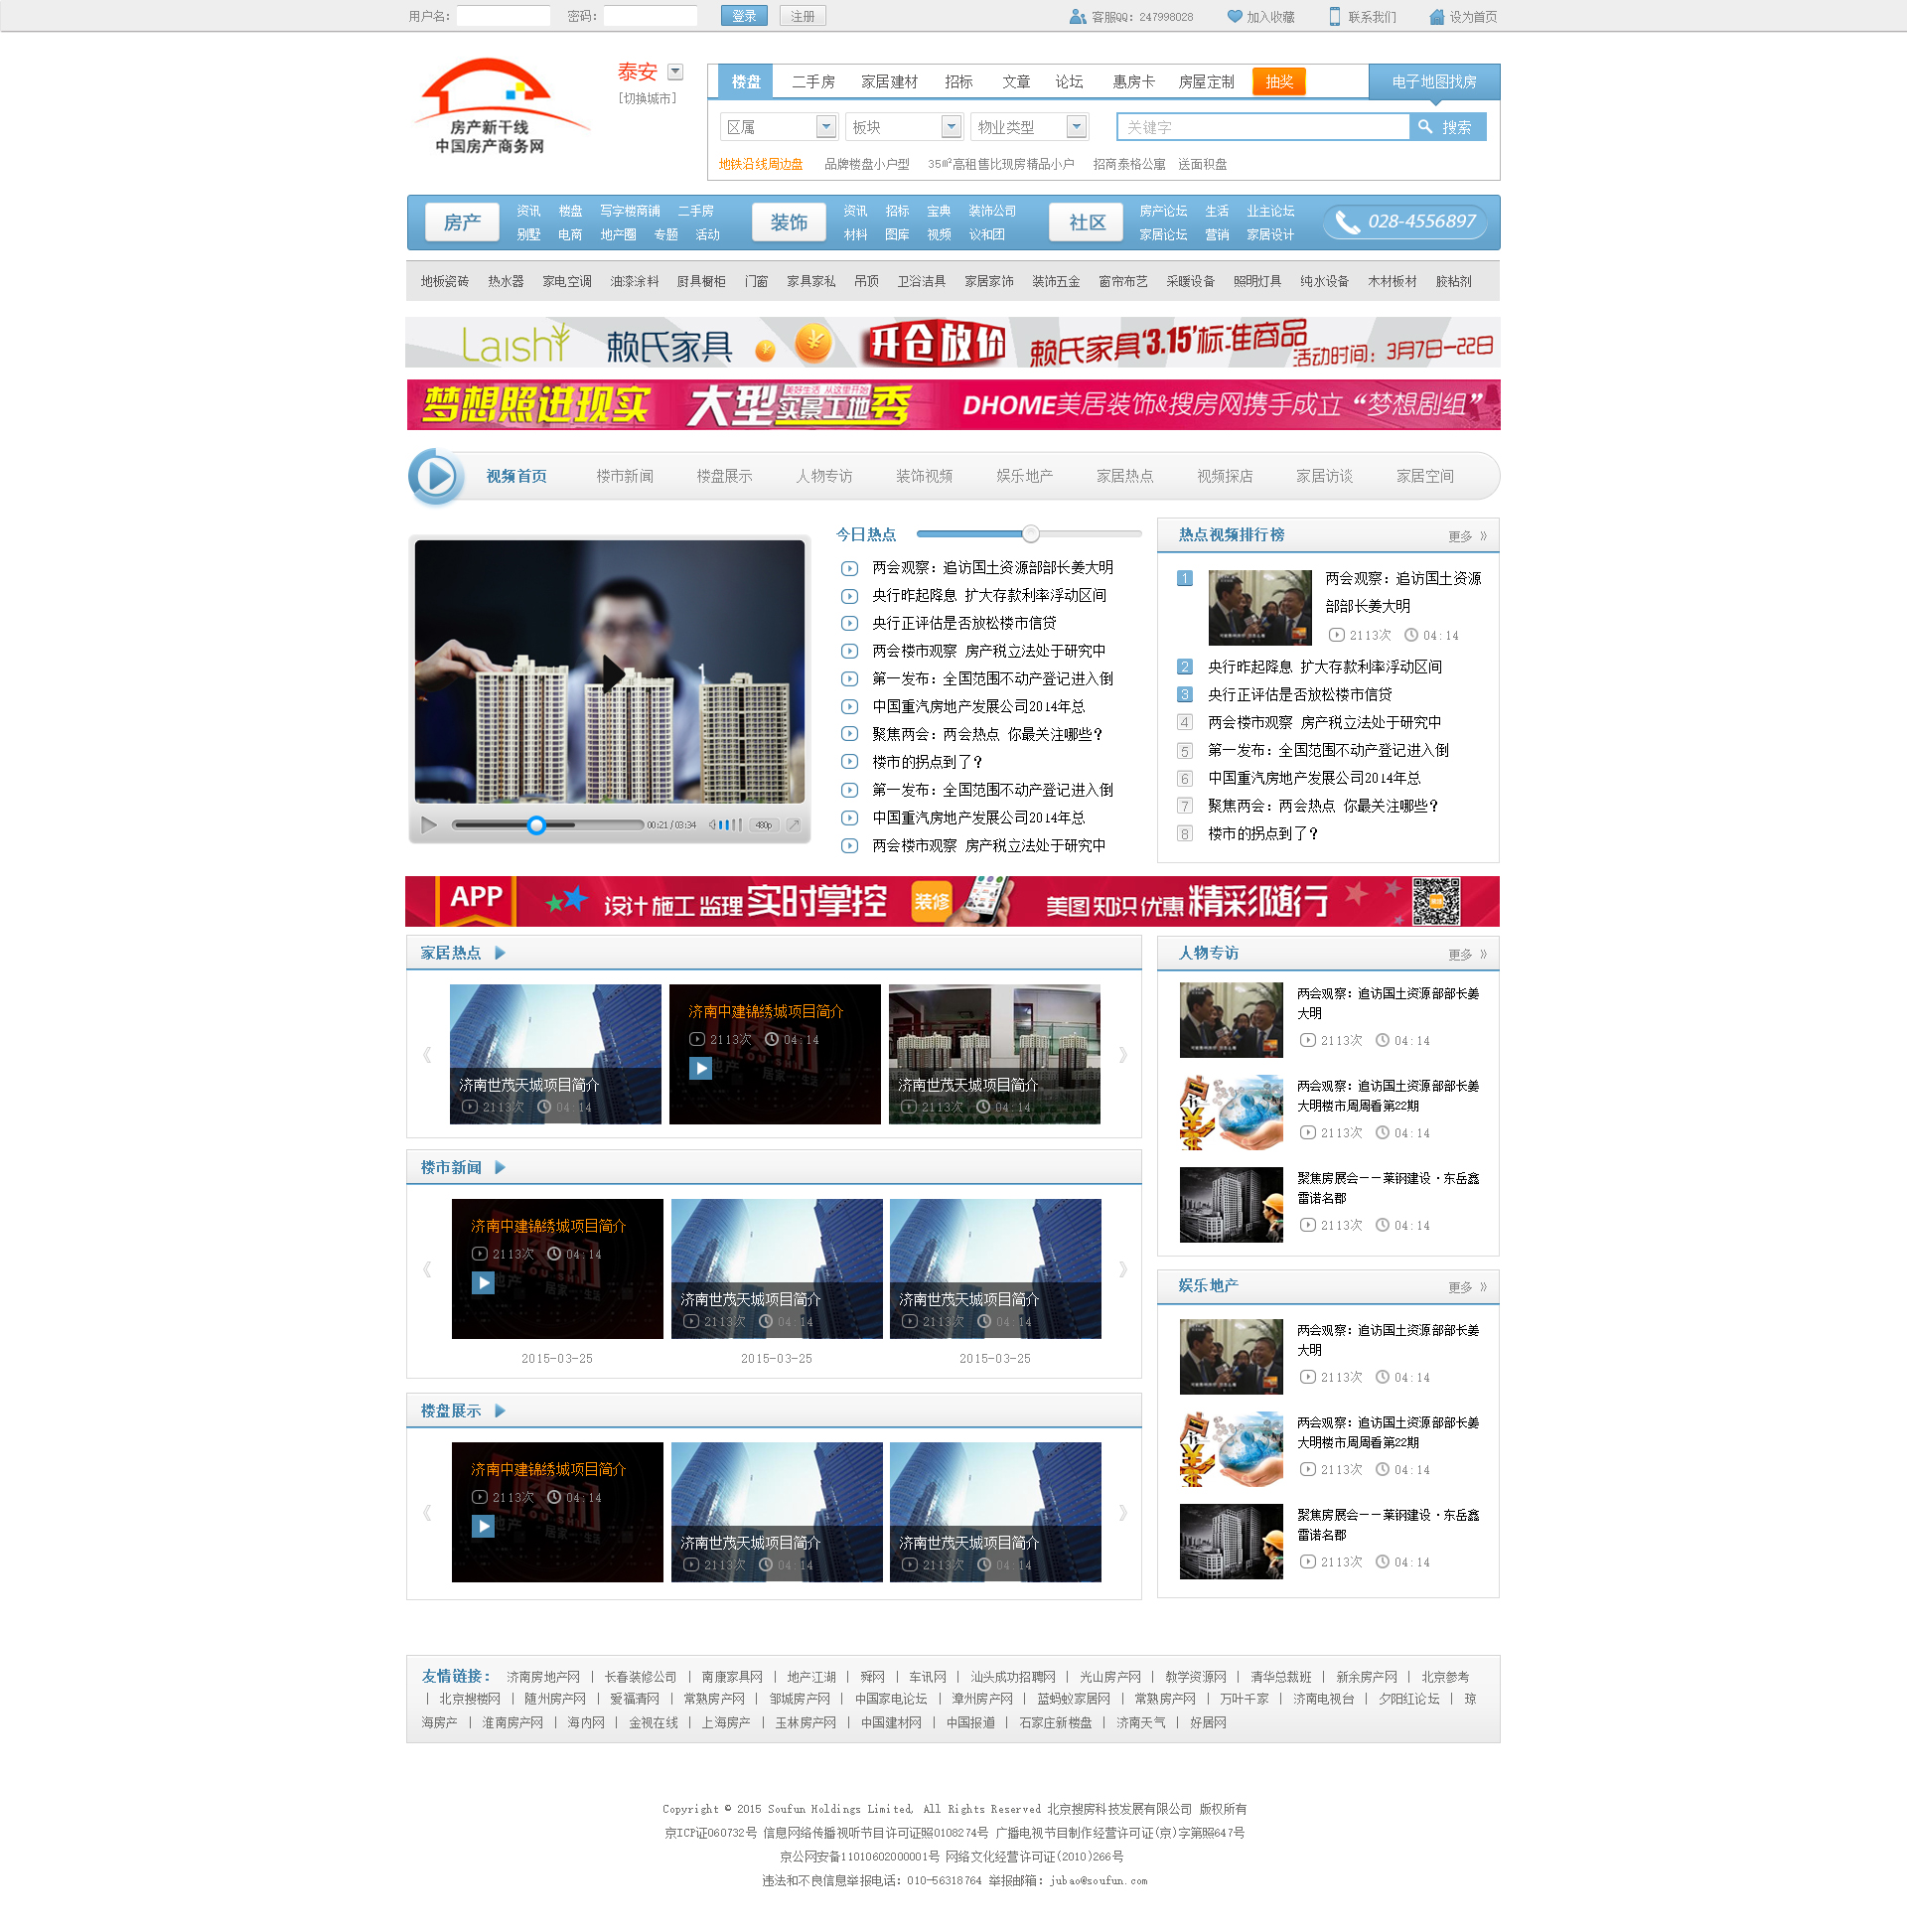 用户名： 密码： 登录 注册 客服QQ：247998028 加入收藏 联系我们 设为首页
房产新干线
中国房产商务网
泰安
[切换城市]
楼盘 二手房 家居建材 招标 文章 论坛 惠房卡 房屋定制 抽奖 电子地图找房
区属 板块 物业类型 关键字 搜索
地铁沿线周边盘 品牌楼盘小户型 35㎡高租售比现房精品小户 招商泰格公寓 送面积盘
房产 资讯 楼盘 写字楼商铺 二手房
别墅 电商 地产圈 专题 活动
装饰 资讯 招标 宝典 装饰公司
材料 图库 视频 议和团
社区 房产论坛 生活 业主论坛
家居论坛 营销 家居设计
028-4556897
地板瓷砖 热水器 家电空调 油漆涂料 厨具橱柜 门窗 家具家私 吊顶 卫浴洁具 家居家饰 装饰五金 窗帘布艺 采暖设备 照明灯具 纯水设备 木材板材 胶粘剂
Laishi 赖氏家具 开仓放价 赖氏家具'3.15'标准商品 活动时间：3月7日—22日
梦想照进现实 大型 美好生活 从这里开始 实景工地秀 DHOME美居装饰&搜房网携手成立“梦想剧组”
视频首页 楼市新闻 楼盘展示 人物专访 装饰视频 娱乐地产 家居热点 视频探店 家居访谈 家居空间
00:21/03:34 480p
今日热点
两会观察：追访国土资源部部长姜大明
央行昨起降息 扩大存款利率浮动区间
央行正评估是否放松楼市信贷
两会楼市观察 房产税立法处于研究中
第一发布：全国范围不动产登记进入倒
中国重汽房地产发展公司2014年总
聚焦两会：两会热点 你最关注哪些？
楼市的拐点到了？
第一发布：全国范围不动产登记进入倒
中国重汽房地产发展公司2014年总
两会楼市观察 房产税立法处于研究中
热点视频排行榜 更多 》
1 两会观察：追访国土资源
部部长姜大明
2113次 04:14
2 央行昨起降息 扩大存款利率浮动区间
3 央行正评估是否放松楼市信贷
4 两会楼市观察 房产税立法处于研究中
5 第一发布：全国范围不动产登记进入倒
6 中国重汽房地产发展公司2014年总
7 聚焦两会：两会热点 你最关注哪些？
8 楼市的拐点到了？
APP 设计 施工 监理 实时掌控 装修 美图 知识 优惠 精彩随行
家居热点
济南世茂天城项目简介
2113次 04:14
济南中建锦绣城项目简介
2113次 04:14
济南世茂天城项目简介
2113次 04:14
楼市新闻
济南中建锦绣城项目简介
2113次 04:14
济南世茂天城项目简介
2113次 04:14
济南世茂天城项目简介
2113次 04:14
2015-03-25 2015-03-25 2015-03-25
楼盘展示
济南中建锦绣城项目简介
2113次 04:14
济南世茂天城项目简介
2113次 04:14
济南世茂天城项目简介
2113次 04:14
人物专访 更多 》
两会观察：追访国土资源部部长姜
大明
2113次 04:14
两会观察：追访国土资源部部长姜
大明楼市周周看第22期
2113次 04:14
聚焦房展会——莱钢建设·东岳鑫
雷诺名郡
2113次 04:14
娱乐地产 更多 》
两会观察：追访国土资源部部长姜
大明
2113次 04:14
两会观察：追访国土资源部部长姜
大明楼市周周看第22期
2113次 04:14
聚焦房展会——莱钢建设·东岳鑫
雷诺名郡
2113次 04:14
友情链接： 济南房地产网 | 长春装修公司 | 南康家具网 | 地产江湖 | 舜网 | 车讯网 | 汕头成功招聘网 | 光山房产网 | 教学资源网 | 清华总裁班 | 新余房产网 | 北京参考
| 北京搜楼网 | 随州房产网 | 爱福清网 | 常熟房产网 | 邹城房产网 | 中国家电论坛 | 漳州房产网 | 蓝蚂蚁家居网 | 常熟房产网 | 万叶千家 | 济南电视台 | 夕阳红论坛 | 琼
海房产 | 淮南房产网 | 海内网 | 金视在线 | 上海房产 | 玉林房产网 | 中国建材网 | 中国报道 | 石家庄新楼盘 | 济南天气 | 好居网
Copyright © 2015 Soufun Holdings Limited, All Rights Reserved 北京搜房科技发展有限公司 版权所有
京ICP证060732号 信息网络传播视听节目许可证照0108274号 广播电视节目制作经营许可证(京)字第照647号
京公网安备11010602000001号 网络文化经营许可证(2010)266号
违法和不良信息举报电话：010-56318764 举报邮箱：jubao@soufun.com